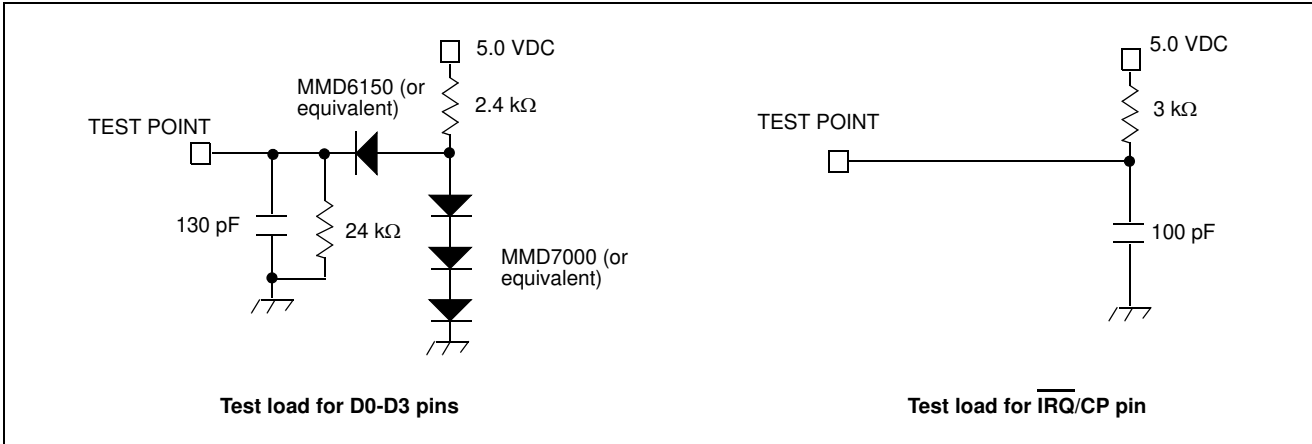 5.0 VDC
MMD6150 (or
equivalent)
2.4 kΩ
TEST POINT
130 pF
24 kΩ
MMD7000 (or
equivalent)
Test load for D0-D3 pins
5.0 VDC
3 kΩ
TEST POINT
100 pF
Test load for I̅R̅Q̅/CP pin